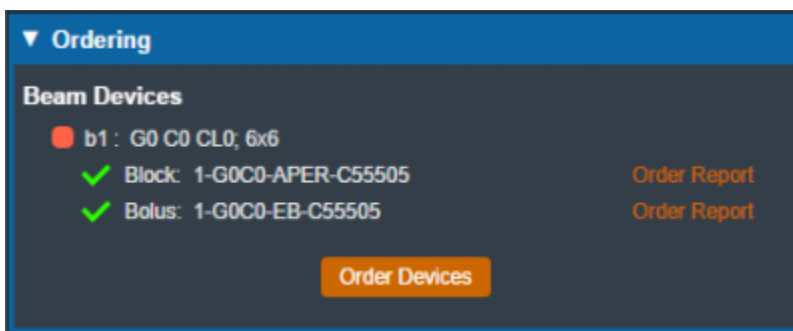 ▼ Ordering
Beam Devices
b1 : G0 C0 CL0; 6x6
Block: 1-G0C0-APER-C55505 Order Report
Bolus: 1-G0C0-EB-C55505 Order Report
Order Devices